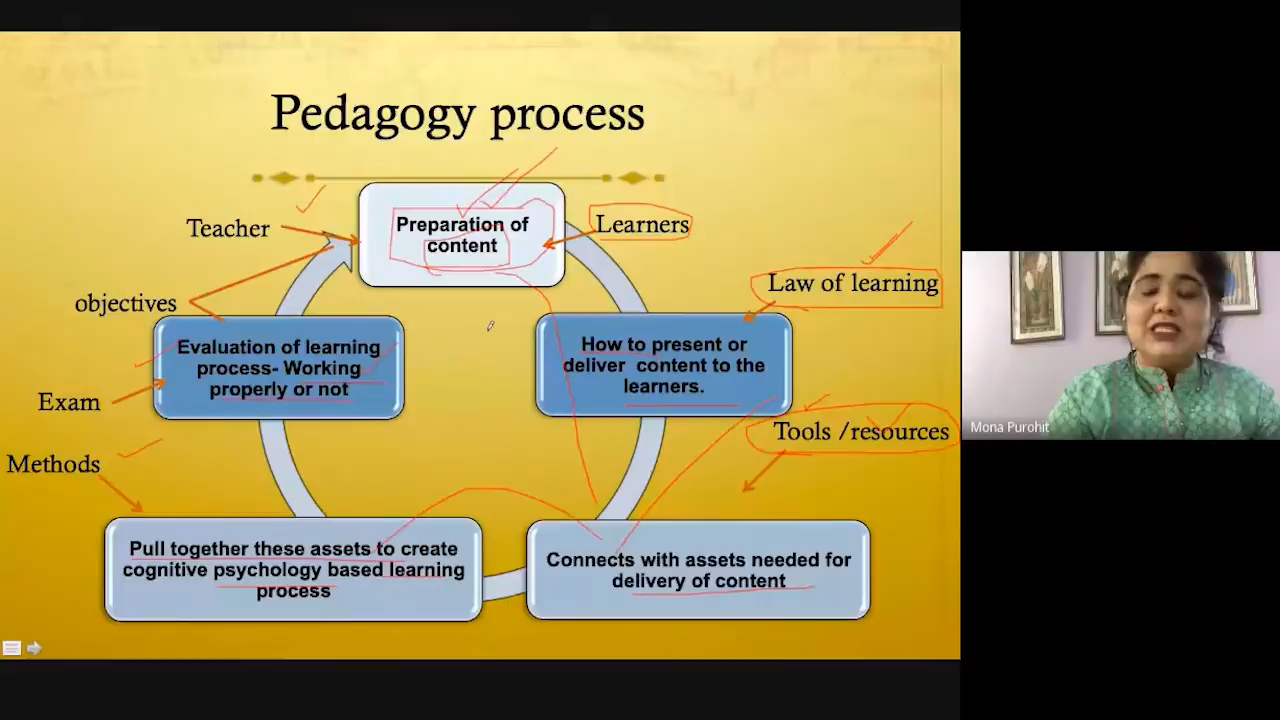 Pedagogy process
Teacher
Preparation of
content
Learners
Law of learning
objectives
How to present or
deliver content to the
learners.
Evaluation of learning
process- Working
properly or not
Exam
Tools /resources
Methods
Pull together these assets to create
cognitive psychology based learning
process
Connects with assets needed for
delivery of content
Mona Purohit